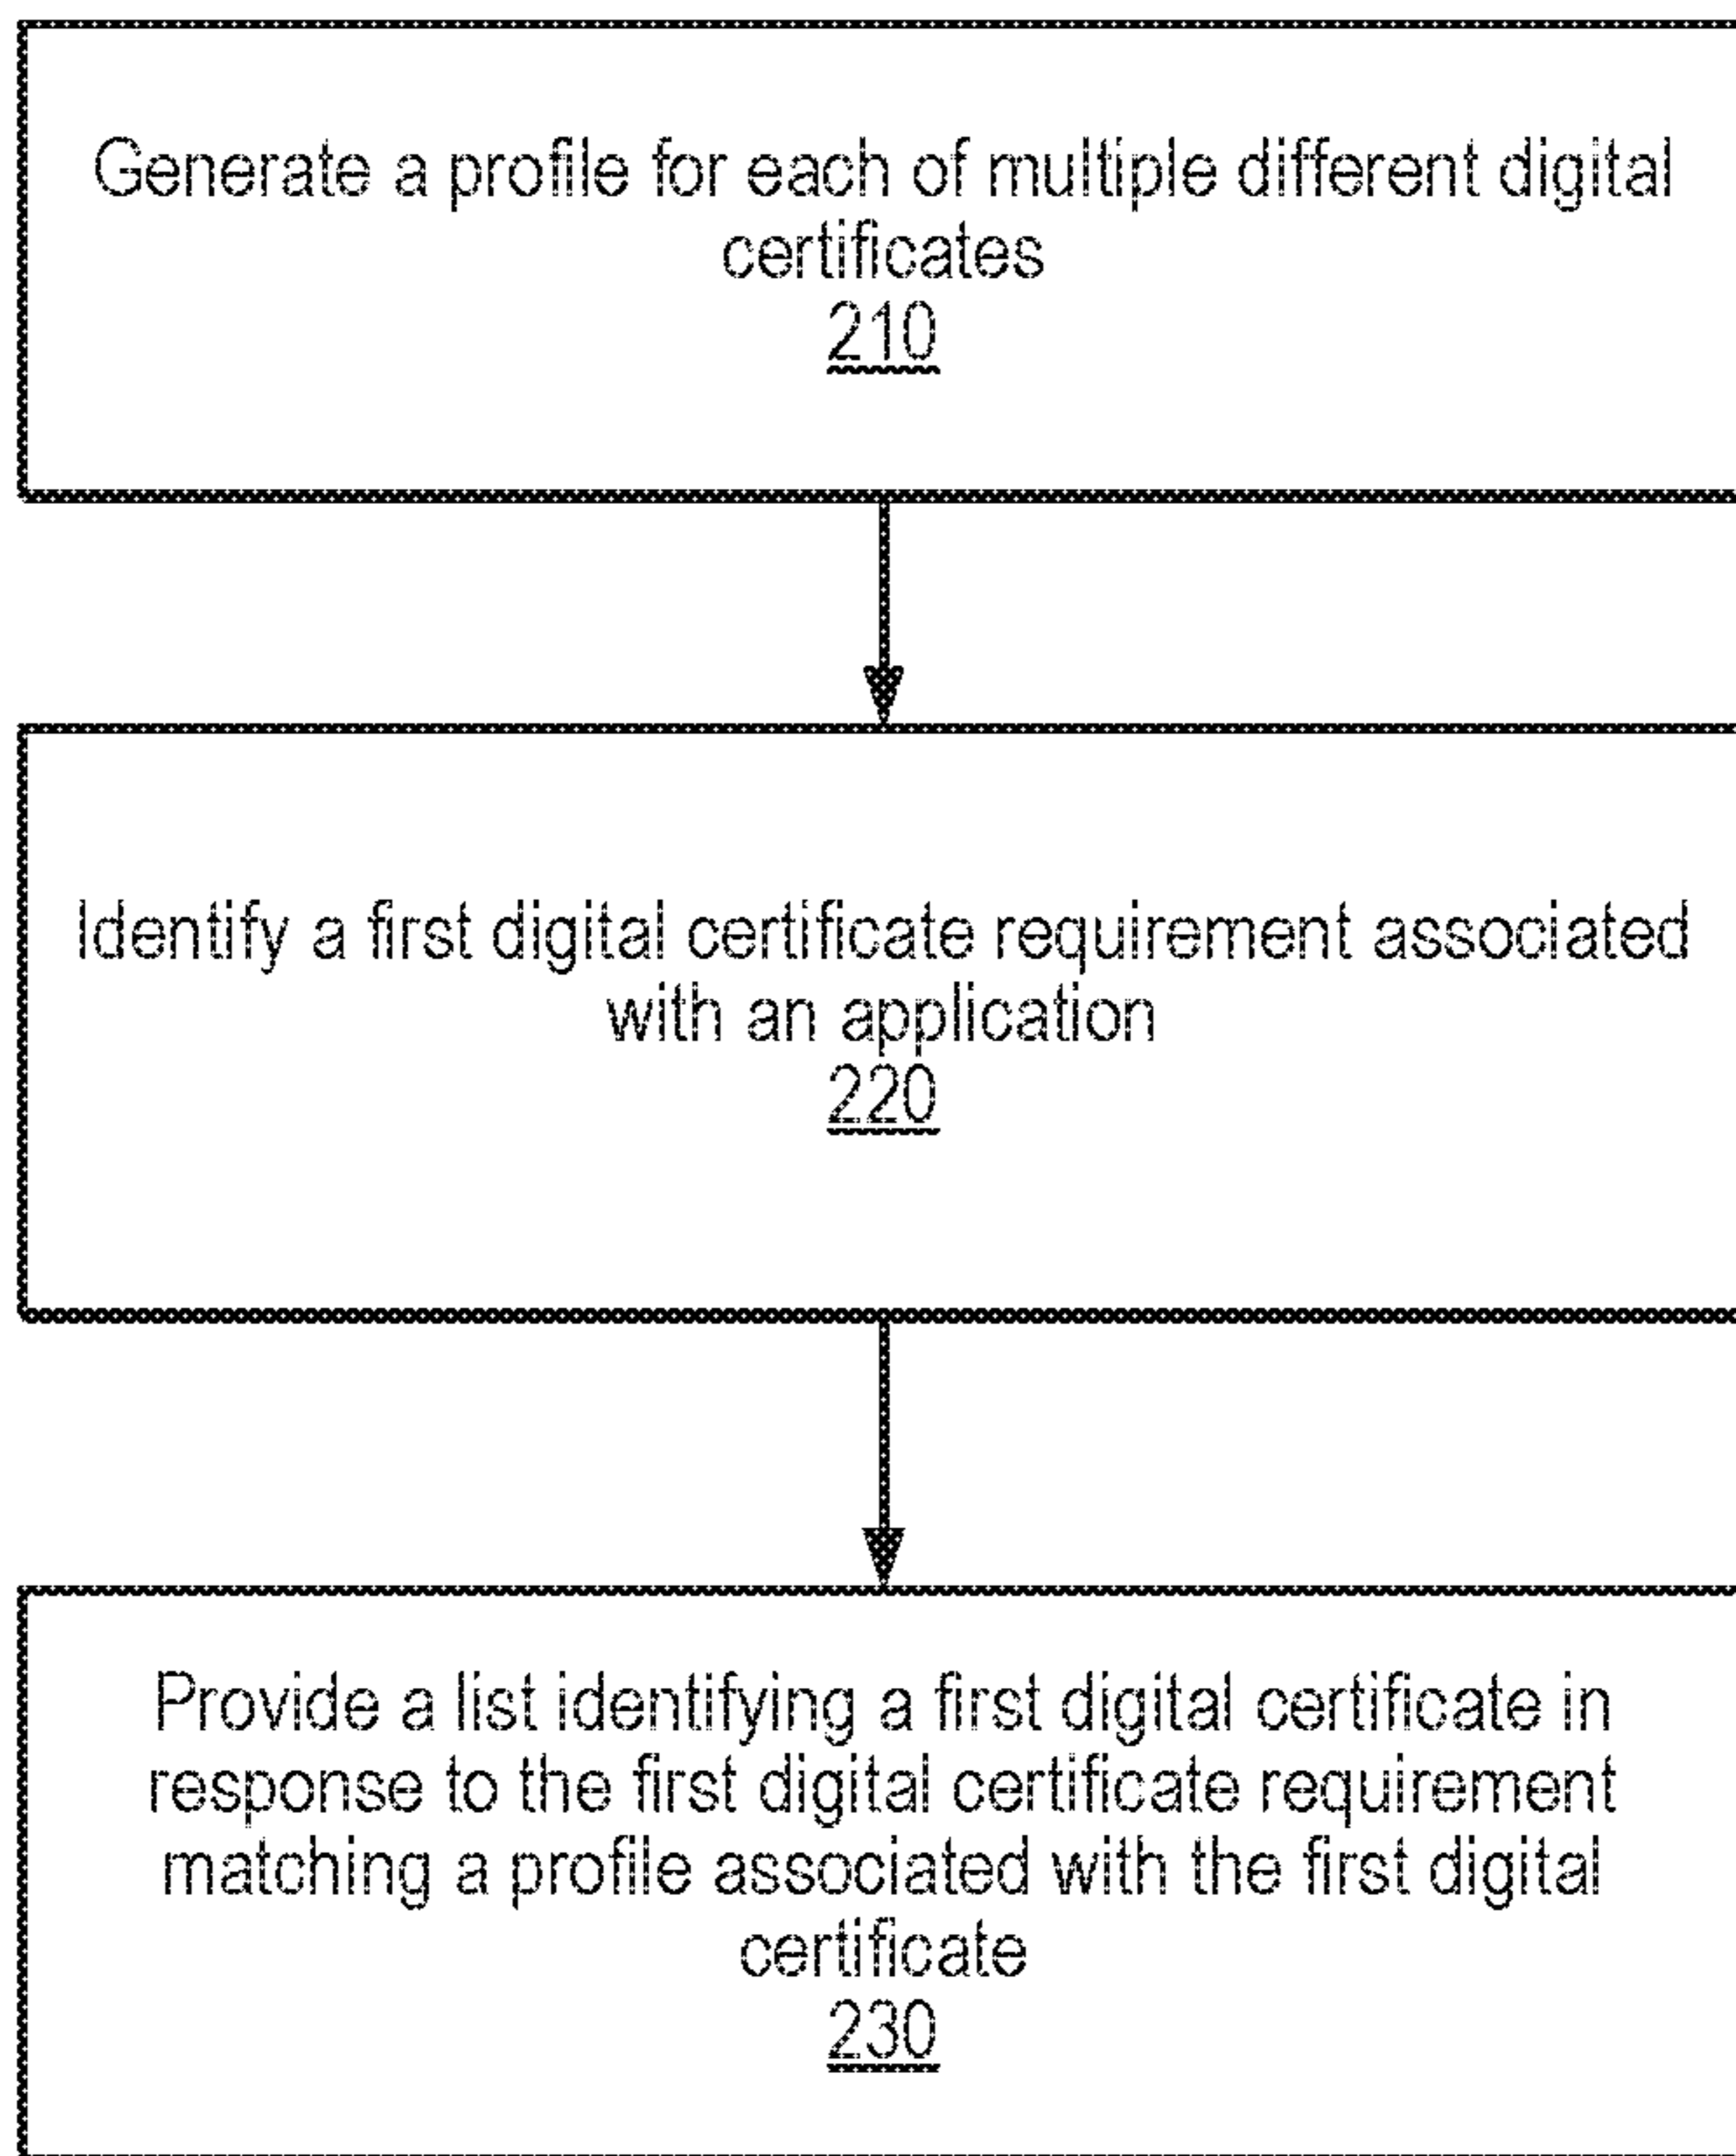 Generate a profile for each of multiple different digital
certificates
210
Identify a first digital certificate requirement associated
with an application
220
Provide a list identifying a first digital certificate in
response to the first digital certificate requirement
matching a profile associated with the first digital
certificate
230